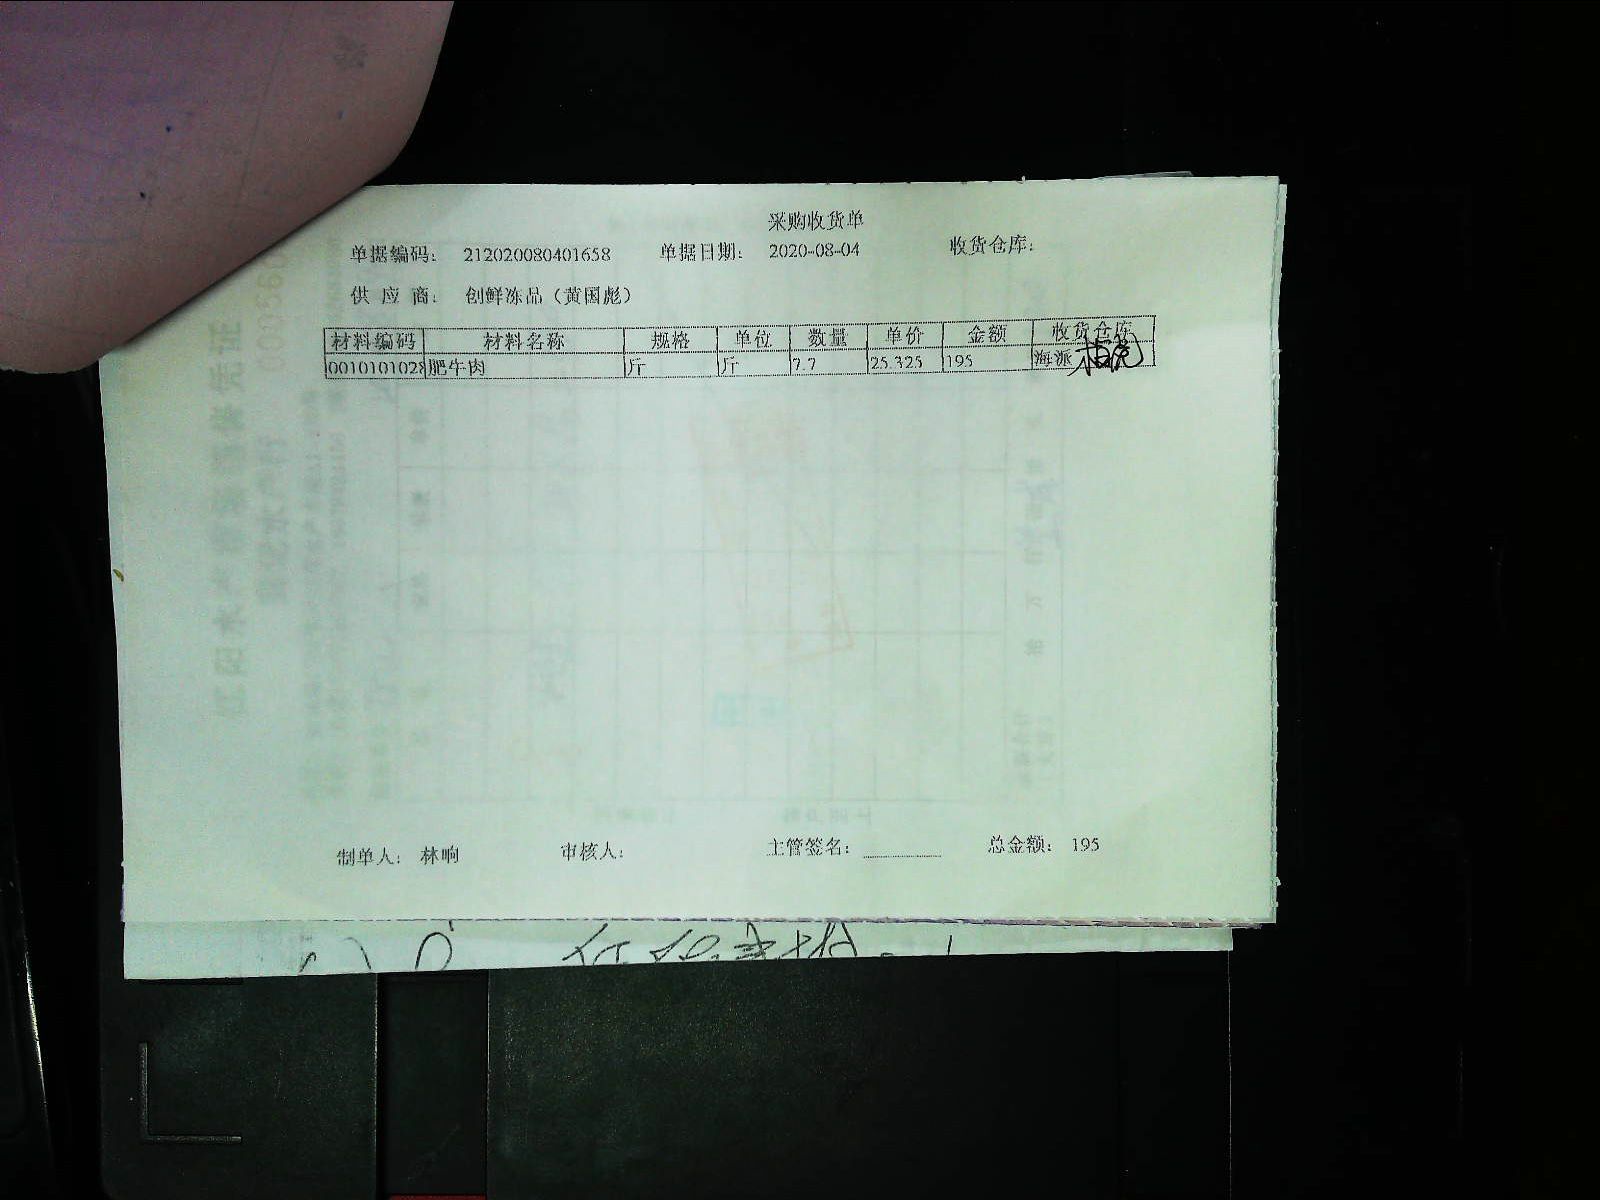 采购收货单
单据编码： 212020080401658 单据日期： 2020-08-04 收货仓库：
供 应 商： 创鲜冻品（黄国彪）
材料编码 材料名称 规格 单位 数量 单价 金额 收货仓库
0010101028 肥牛肉 斤 斤 7.7 25.325 195 海派
制单人： 林响 审核人： 主管签名： 总金额： 195